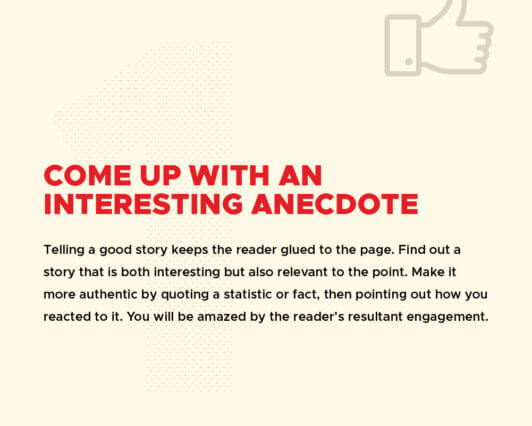 1
COME UP WITH AN
INTERESTING ANECDOTE
Telling a good story keeps the reader glued to the page. Find out a
story that is both interesting but also relevant to the point. Make it
more authentic by quoting a statistic or fact, then pointing out how you
reacted to it. You will be amazed by the reader's resultant engagement.